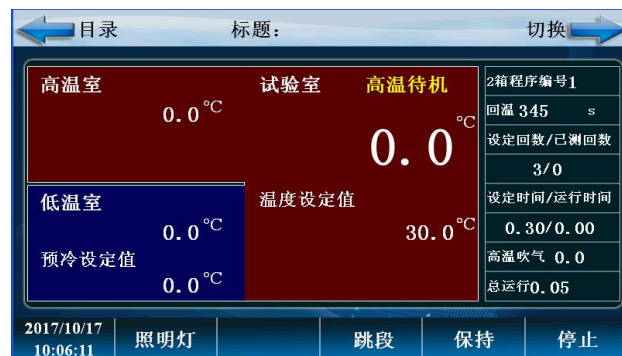 目录 标题: 切换
高温室
0.0°C
试验室 高温待机
0.0°C
温度设定值
30.0°C
低温室
0.0°C
预冷设定值
0.0°C
2箱程序编号1
回温 345 s
设定回数/已测回数
3/0
设定时间/运行时间
0.30/0.00
高温吹气 0.0
总运行0.05
2017/10/17
10:06:11
照明灯 跳段 保持 停止